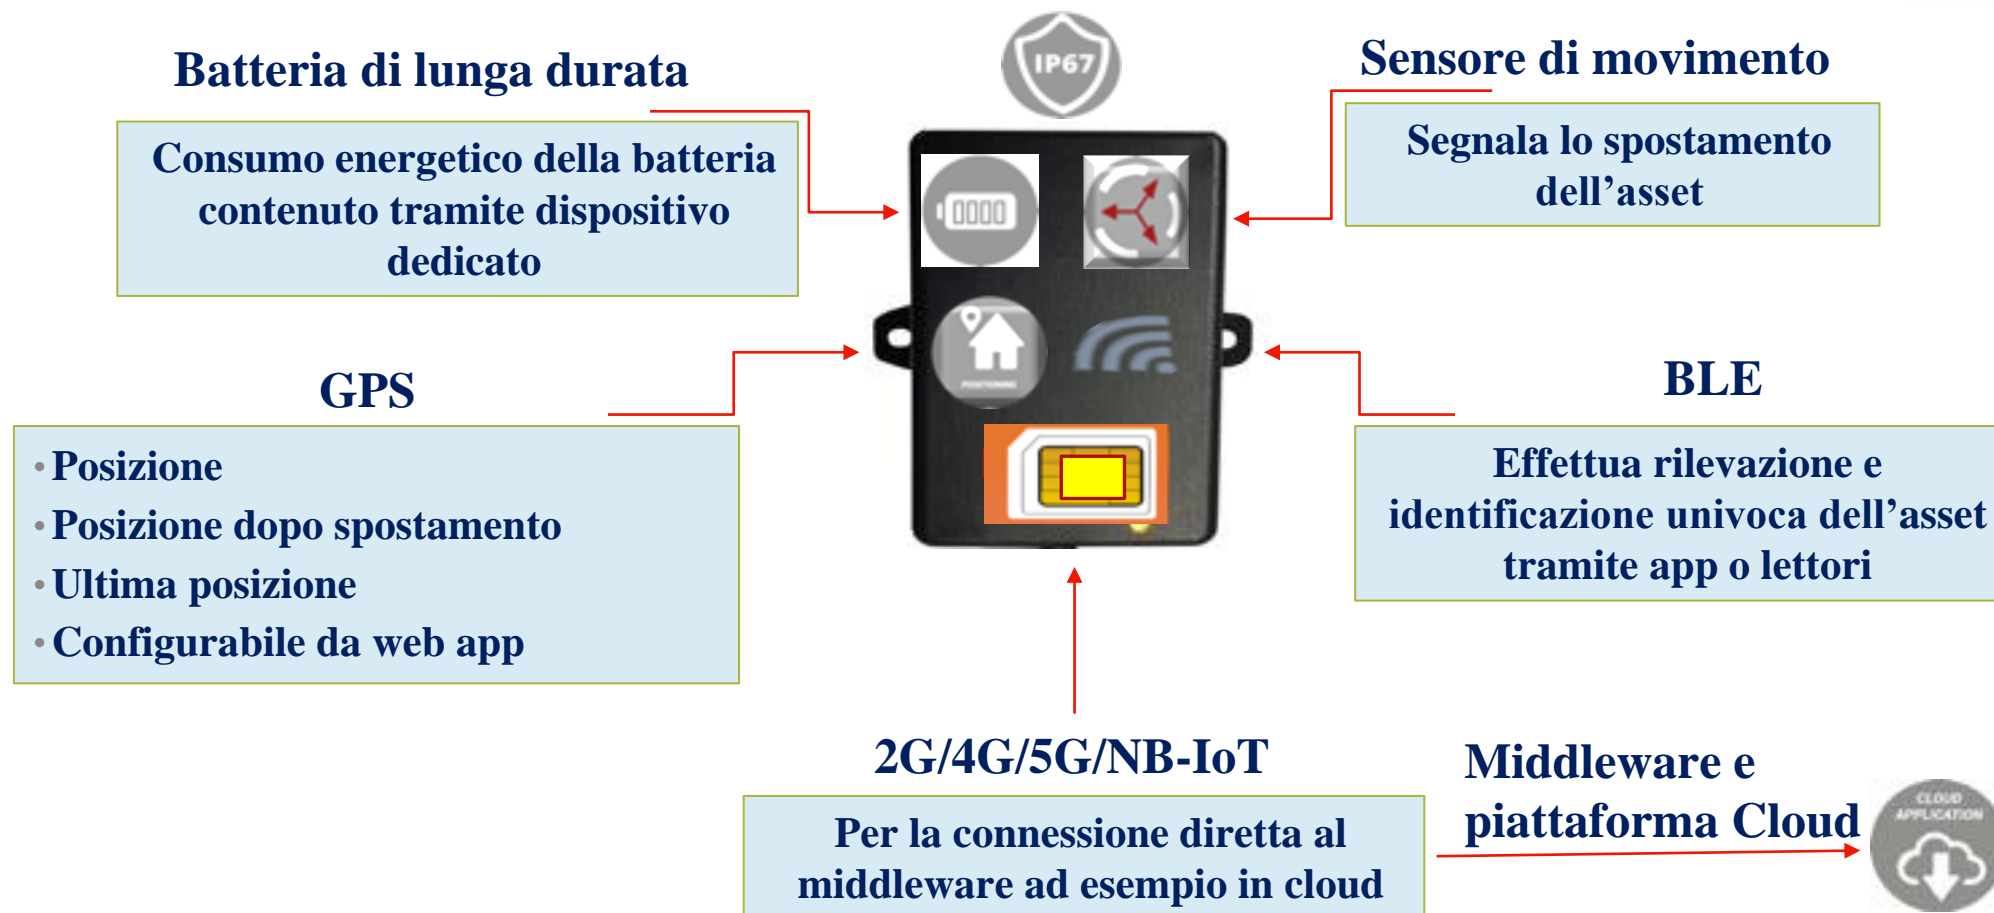 IP67
Batteria di lunga durata
Consumo energetico della batteria
contenuto tramite dispositivo
dedicato
Sensore di movimento
Segnala lo spostamento
dell’asset
GPS
• Posizione
• Posizione dopo spostamento
• Ultima posizione
• Configurabile da web app
POSITIONING
BLE
Effettua rilevazione e
identificazione univoca dell’asset
tramite app o lettori
2G/4G/5G/NB-IoT
Per la connessione diretta al
middleware ad esempio in cloud
Middleware e
piattaforma Cloud
CLOUD
APPLICATION